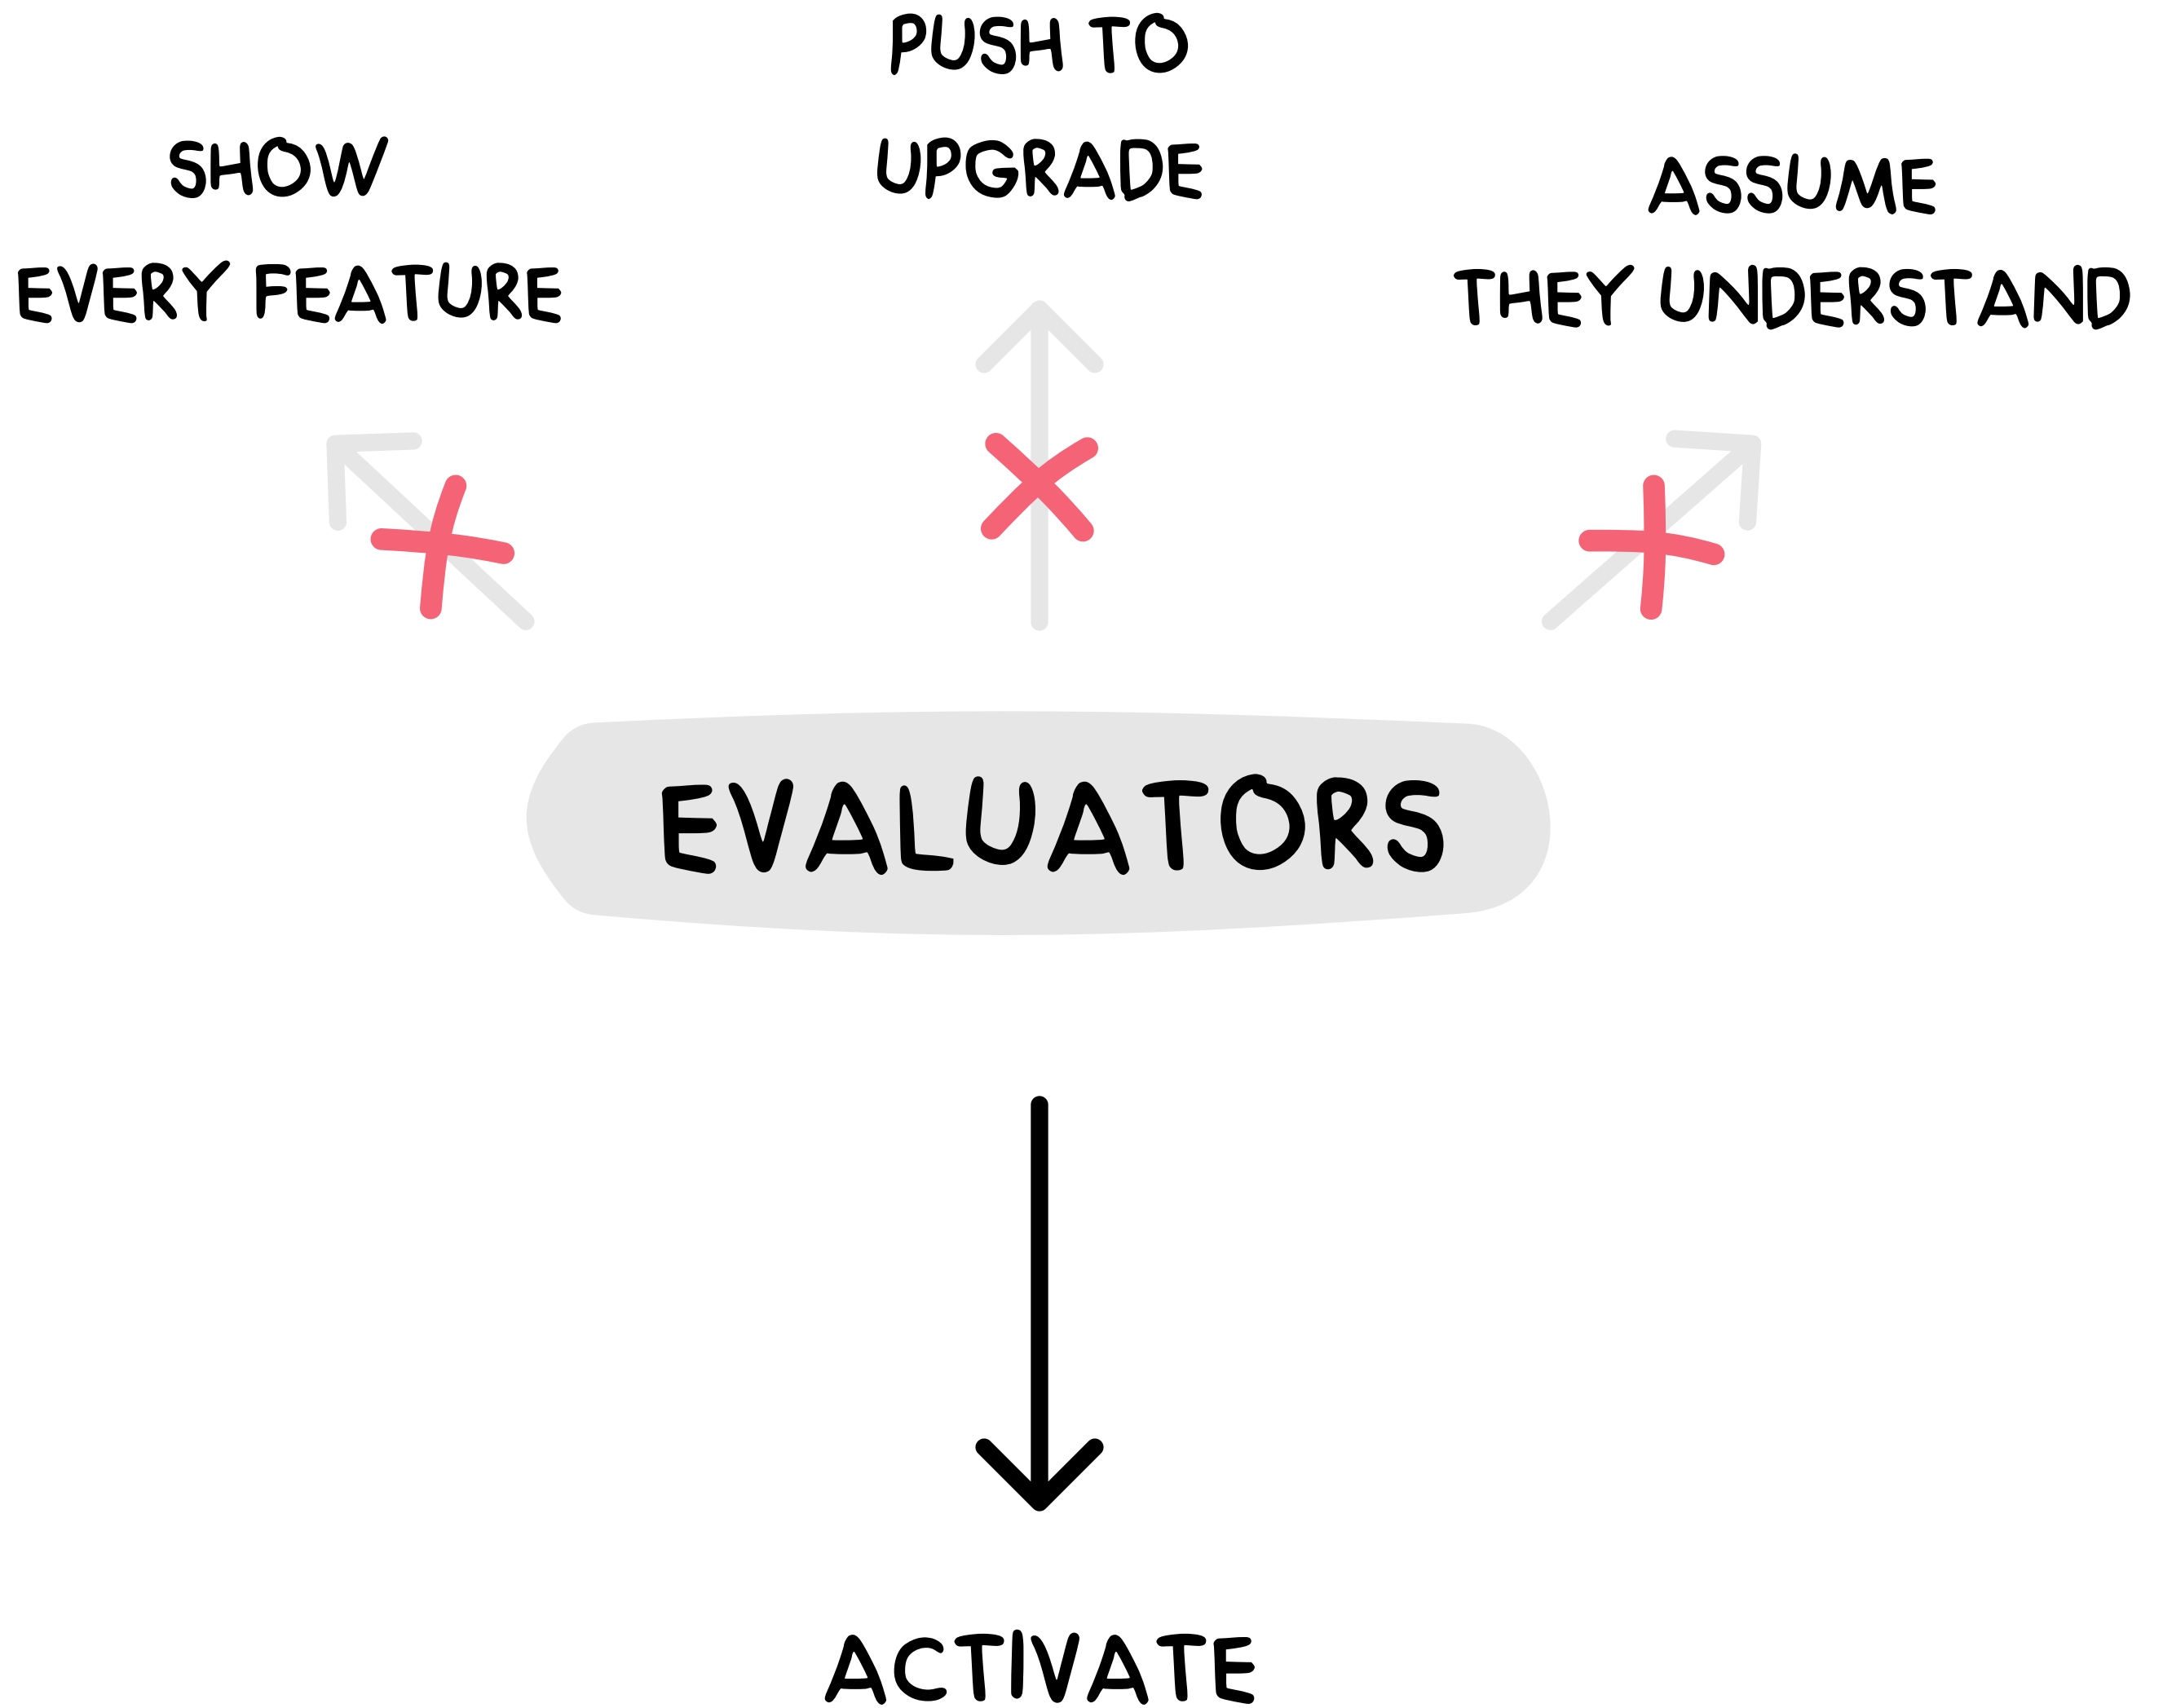 PUSH TO
UPGRADE
SHOW
EVERY FEATURE
ASSUME
THEY UNDERSTAND
EVALUATORS
ACTIVATE